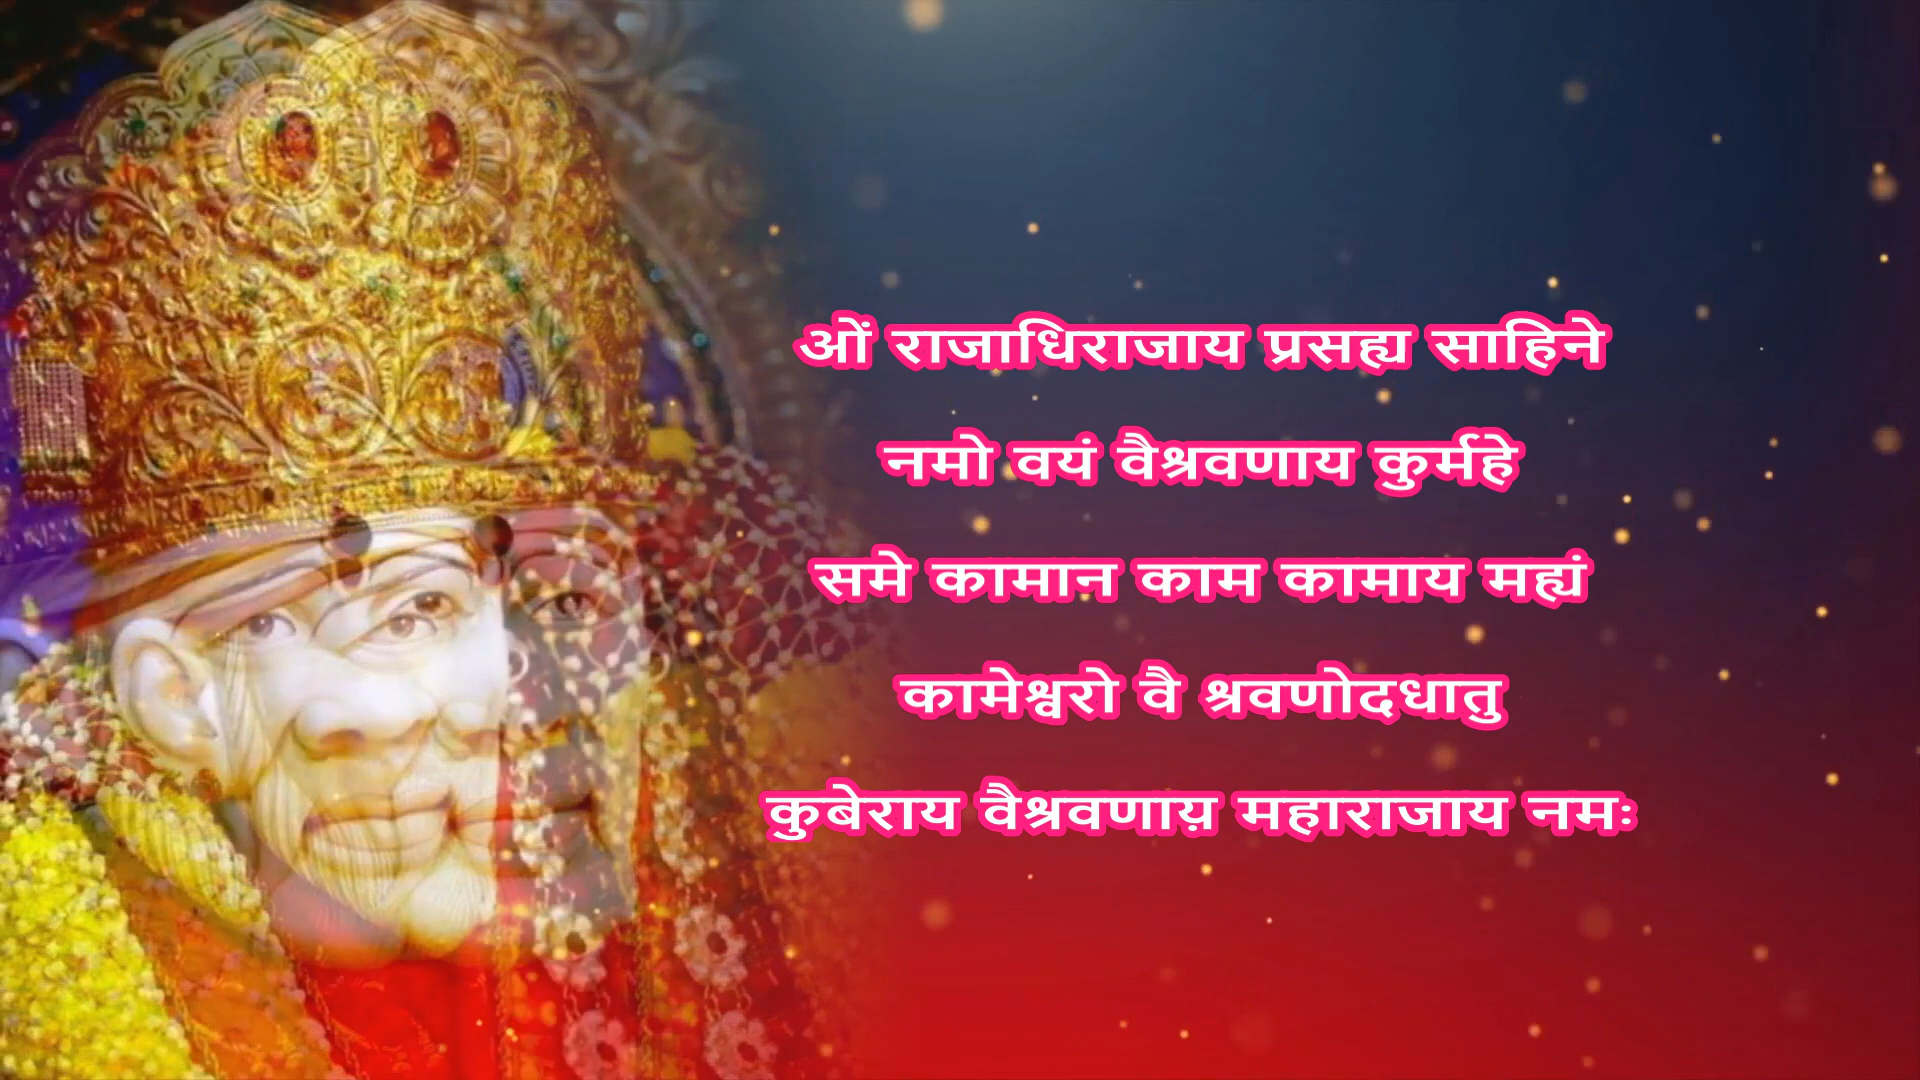 ओं राजाधिराजाय प्रसह्य साहिने
नमो वयं वैश्रवणाय कुर्महे
समे कामान काम कामाय मह्यं
कामेश्वरो वै श्रवणोदधातु
कुबेराय वैश्रवणाय़ महाराजाय नमः